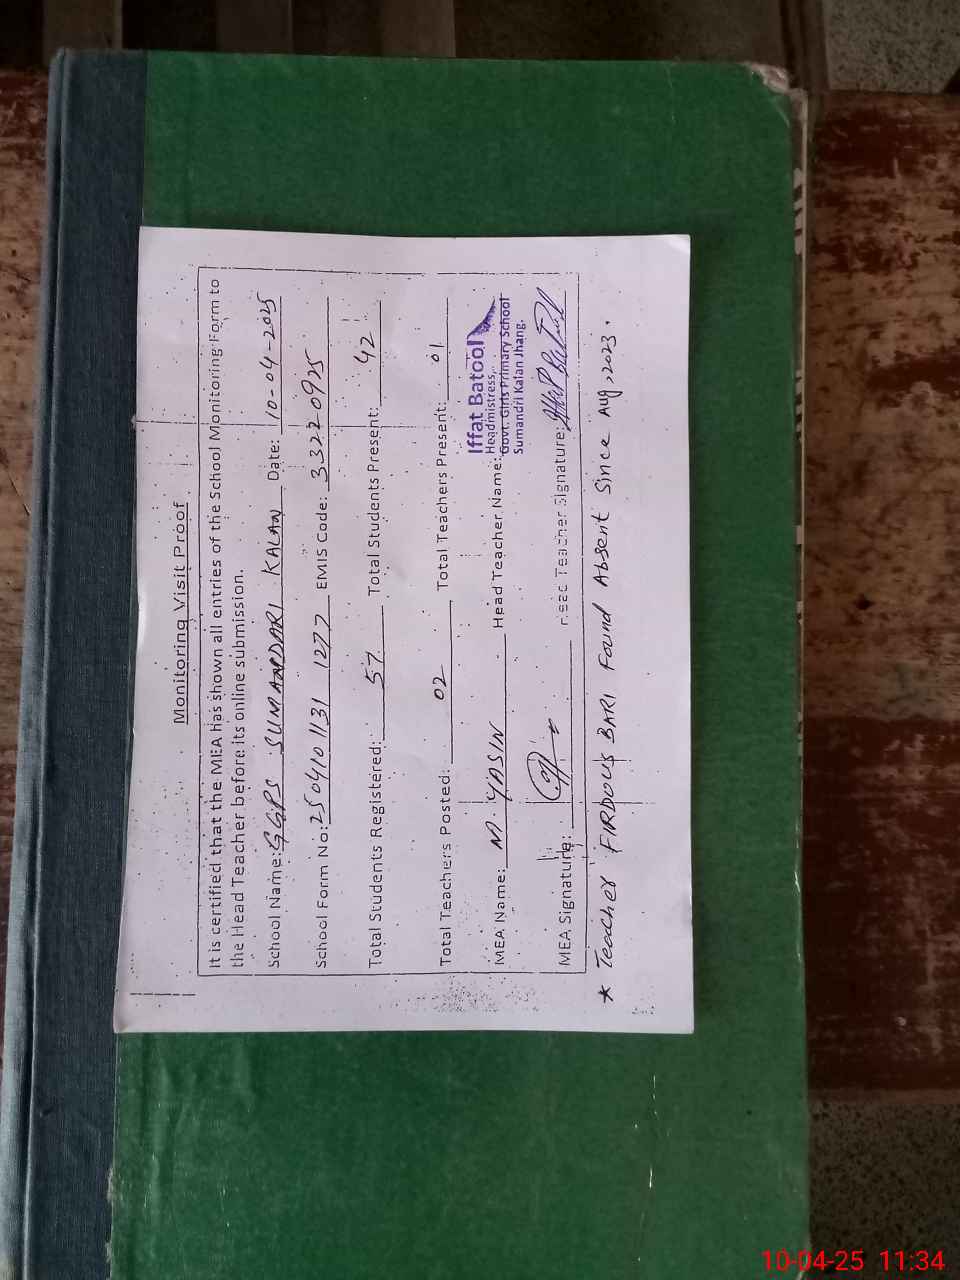 Monitoring Visit Proof
It is certified that the MEA has shown all entries of the School Monitoring Form to
the Head Teacher before its online submission.
School Name: GGPS SUMANDARI KALAN Date: 10-04-2025
School Form No: 250410 1131 1277 EMIS Code: 33220925
Total Students Registered: 57 Total Students Present: 42
Total Teachers Posted: 02 Total Teachers Present: 01
MEA Name: M. YASIN Head Teacher Name: Iffat Batool
Headmistress,
Govt. Girls Primary School
Sumandri Kalan Jhang.
MEA Signature: Head Teacher Signature: Iffat Batool
* Teacher FIRDOUS BARI Found Absent Since Aug, 2023.
10-04-25 11:34